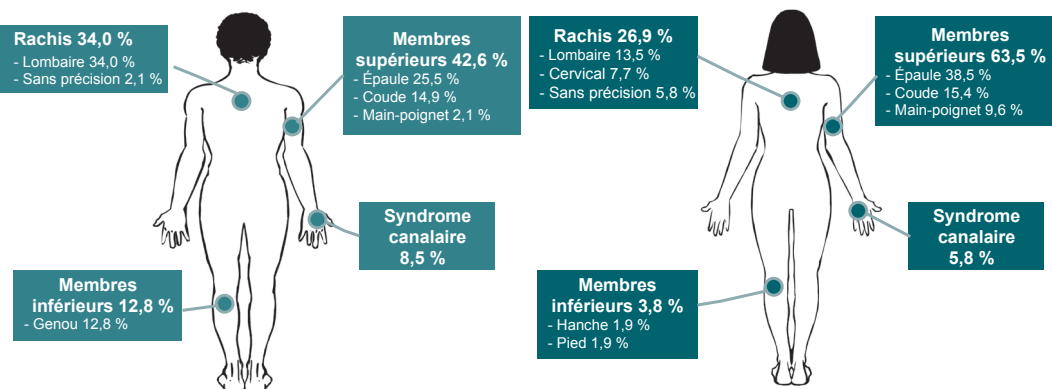 Rachis 34,0 %
- Lombaire 34,0 %
- Sans précision 2,1 %
Membres
supérieurs 42,6 %
- Épaule 25,5 %
- Coude 14,9 %
- Main-poignet 2,1 %
Syndrome
canalaire
8,5 %
Membres
inférieurs 12,8 %
- Genou 12,8 %
Rachis 26,9 %
- Lombaire 13,5 %
- Cervical 7,7 %
- Sans précision 5,8 %
Membres
supérieurs 63,5 %
- Épaule 38,5 %
- Coude 15,4 %
- Main-poignet 9,6 %
Syndrome
canalaire
5,8 %
Membres
inférieurs 3,8 %
- Hanche 1,9 %
- Pied 1,9 %